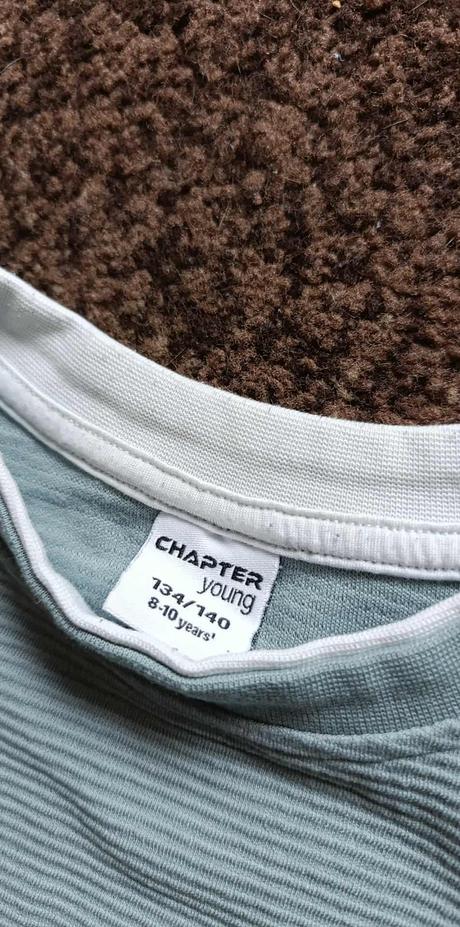 CHAPTER
young
134/140
8-10 years'